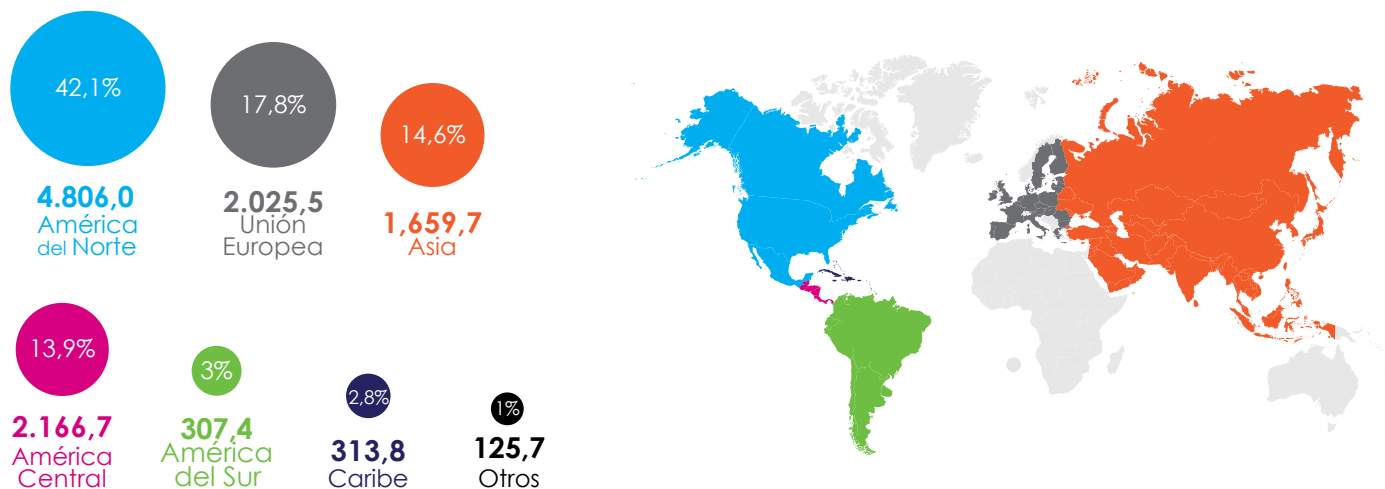 42,1%
17,8%
14,6%
4.806,0
América
del Norte
2.025,5
Unión
Europea
1,659,7
Asia
13,9%
3%
2,8%
1%
2.166,7
América
Central
307,4
América
del Sur
313,8
Caribe
125,7
Otros